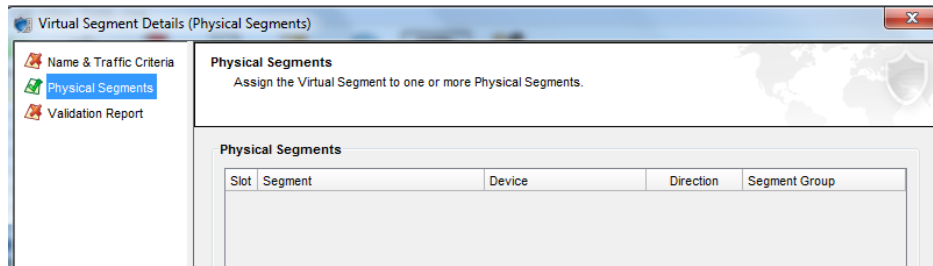 Virtual Segment Details (Physical Segments)
Name & Traffic Criteria
Physical Segments
Validation Report
Physical Segments
Assign the Virtual Segment to one or more Physical Segments.
Physical Segments
Slot Segment Device Direction Segment Group